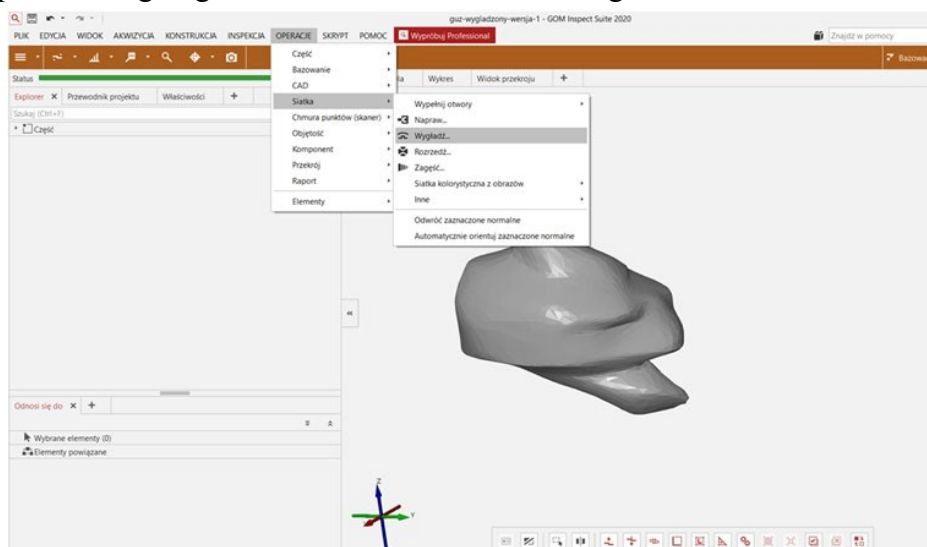 guz-wygladzony-wersja-1 - GOM Inspect Suite 2020
PLIK EDYCJA WIDOK AKWIZYCJA KONSTRUKCJA INSPEKCJA OPERACJE SKRYPT POMOC Wypróbuj Professional Znajdź w pomocy
Bazowa
Status
Wykres Widok przekroju +
Explorer X Przewodnik projektu Właściwości +
Szukaj (Ctrl+F)
Część
Część
Bazowanie
CAD
Siatka
Chmura punktów (skaner)
Objętość
Komponent
Przekrój
Raport
Elementy
Wypełnij otwory
Napraw...
Wygładź...
Rozrzedź...
Zagęść...
Siatka kolorystyczna z obrazów
Inne
Odwróć zaznaczone normalne
Automatycznie orientuj zaznaczone normalne
Odnosi się do X +
Wybrane elementy (0)
Elementy powiązane
Z
Y